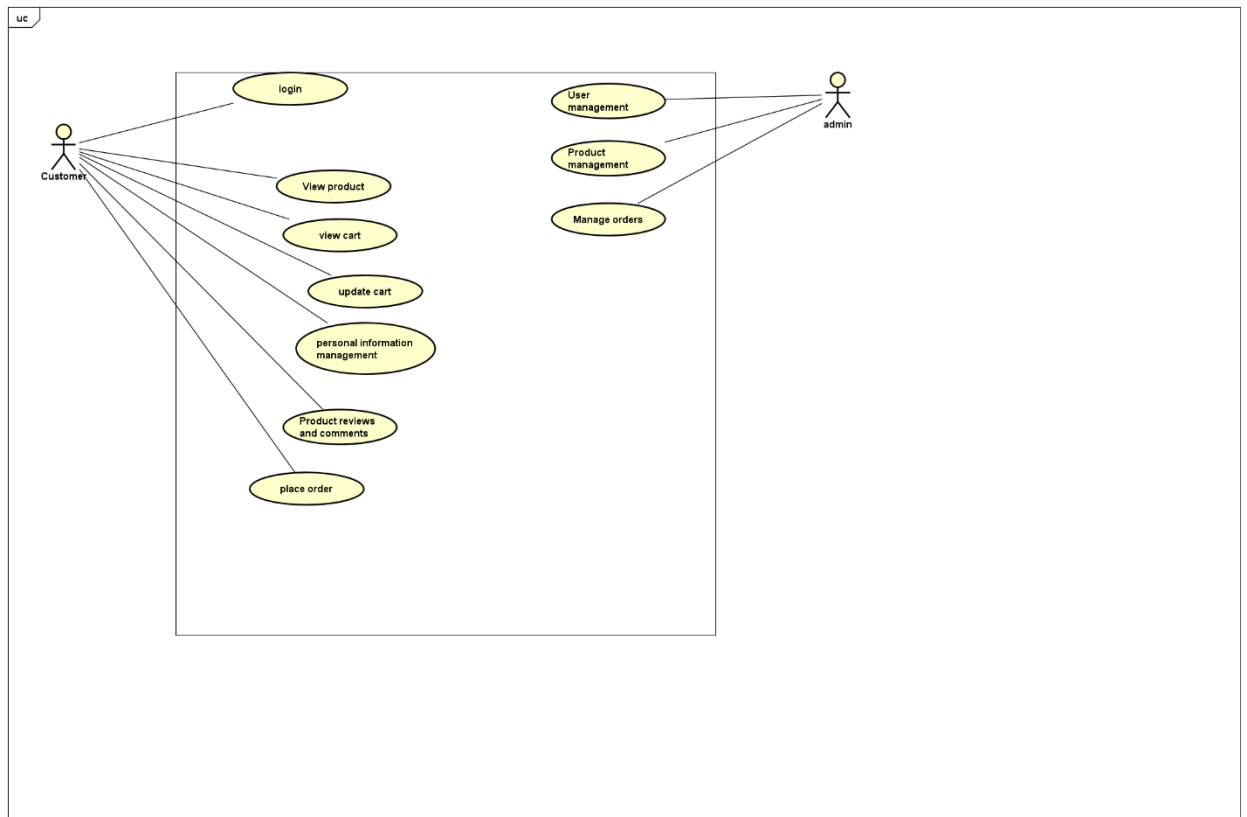 uc
login
User
management
admin
Customer
Product
management
View product
Manage orders
view cart
update cart
personal information
management
Product reviews
and comments
place order